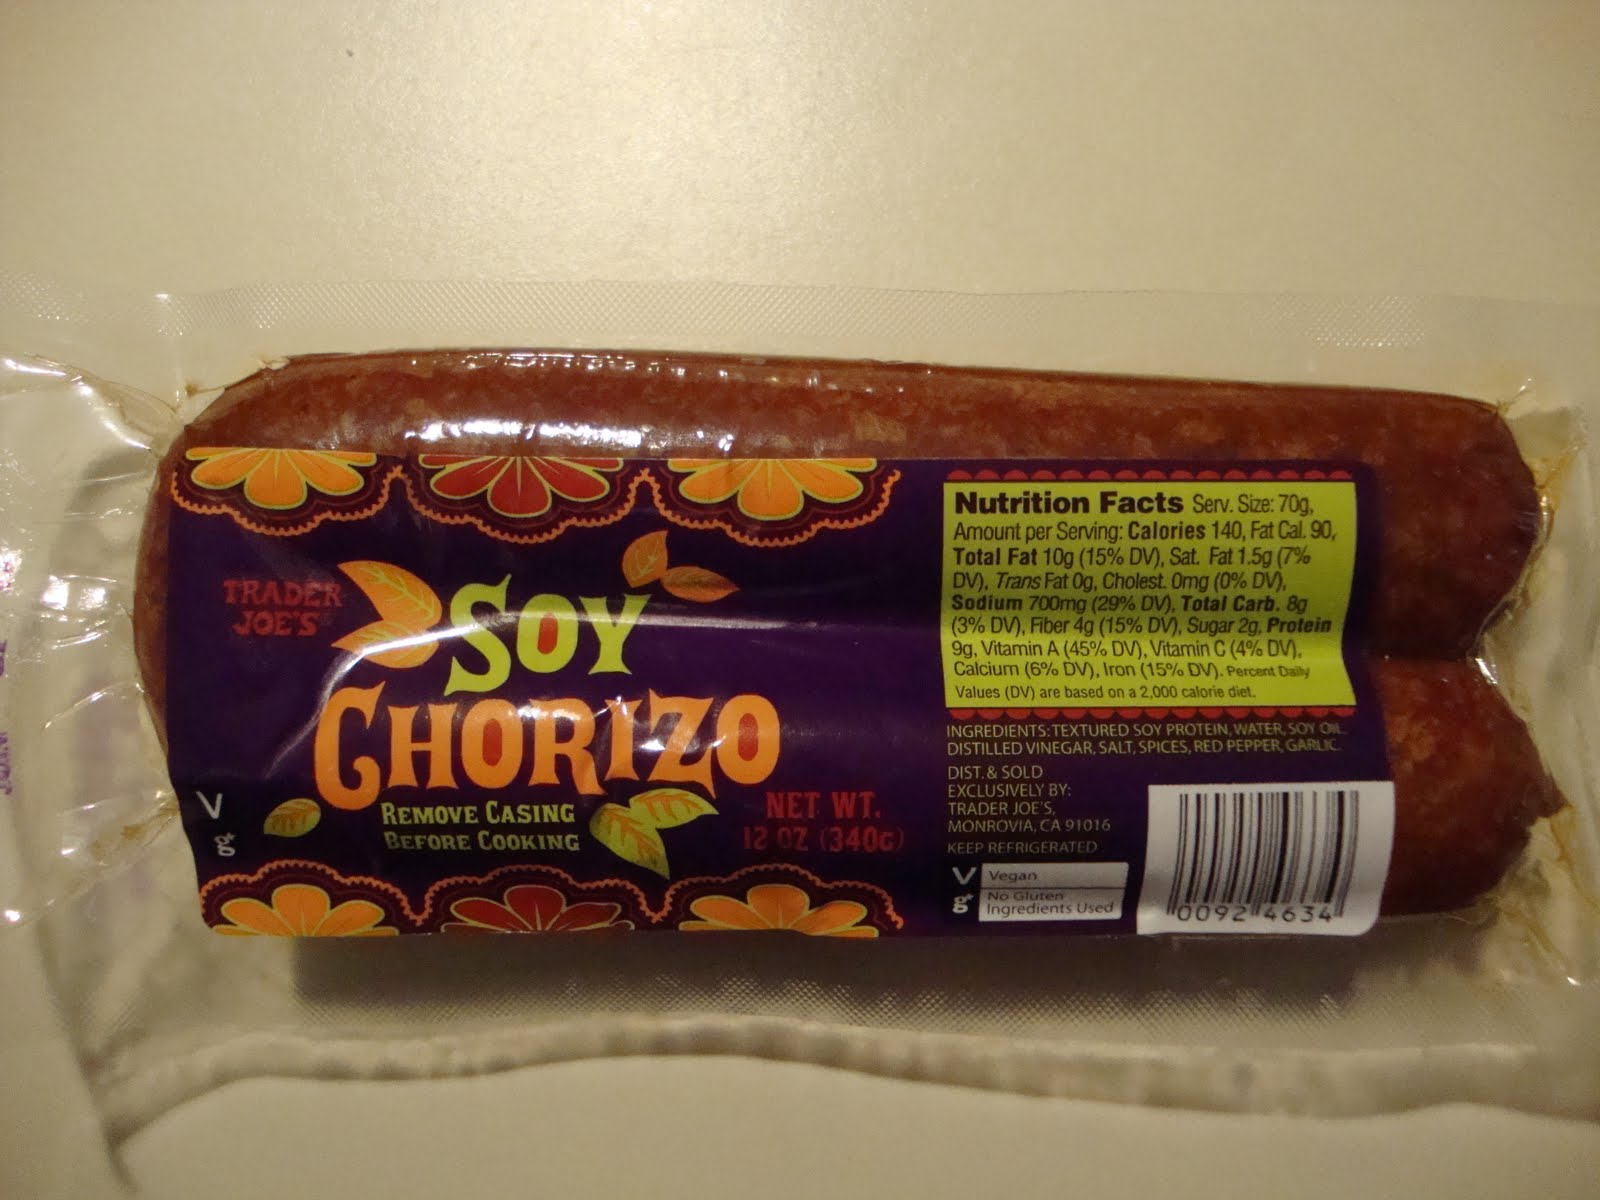 TRADER
JOE'S
SOY
CHORIZO
REMOVE CASING
BEFORE COOKING
NET WT.
12 OZ (340G)
V
g
Nutrition Facts Serv. Size: 70g,
Amount per Serving: Calories 140, Fat Cal. 90,
Total Fat 10g (15% DV), Sat. Fat 1.5g (7%
DV), Trans Fat 0g, Cholest. 0mg (0% DV),
Sodium 700mg (29% DV), Total Carb. 8g
(3% DV), Fiber 4g (15% DV), Sugar 2g, Protein
9g, Vitamin A (45% DV), Vitamin C (4% DV),
Calcium (6% DV), Iron (15% DV). Percent Daily
Values (DV) are based on a 2,000 calorie diet.
INGREDIENTS: TEXTURED SOY PROTEIN, WATER, SOY OIL
DISTILLED VINEGAR, SALT, SPICES, RED PEPPER, GARLIC.
DIST. & SOLD
EXCLUSIVELY BY:
TRADER JOE'S,
MONROVIA, CA 91016
KEEP REFRIGERATED
V Vegan
g No Gluten
Ingredients Used
0092 4634